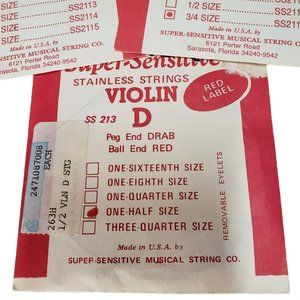 SIZE SS2113
SIZE SS2114
SIZE SS2115
Made in U.S.A. by
SUPER-SENSITIVE MUSICAL STRING CO.
6121 Porter Road
Sarasota, Florida 34240-9542
1/2 SIZE
3/4 SIZE SS211
Made in U.S.A. by
SUPER-SENSITIVE MUSICAL STRING CO.
6121 Porter Road
Sarasota, Florida 34240-9542
Super-Sensitive
STAINLESS STRINGS
VIOLIN
RED
LABEL
SS 213
D
Peg End DRAB
Ball End RED
ONE-SIXTEENTH SIZE
ONE-EIGHTH SIZE
ONE-QUARTER SIZE
ONE-HALF SIZE
THREE-QUARTER SIZE
REMOVABLE EYELETS
Made in U.S.A. by
SUPER-SENSITIVE MUSICAL STRING CO.
2471087008
EACH
263H
1/2 VLN D STG